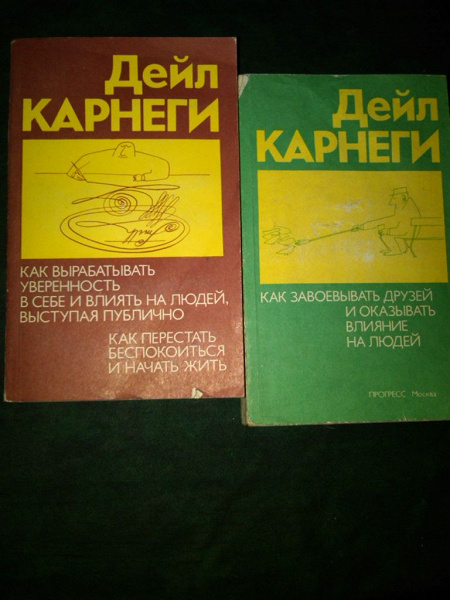 Дейл
КАРНЕГИ
КАК ВЫРАБАТЫВАТЬ
УВЕРЕННОСТЬ
В СЕБЕ И ВЛИЯТЬ НА ЛЮДЕЙ,
ВЫСТУПАЯ ПУБЛИЧНО
КАК ПЕРЕСТАТЬ
БЕСПОКОИТЬСЯ
И НАЧАТЬ ЖИТЬ
Дейл
КАРНЕГИ
КАК ЗАВОЕВЫВАТЬ ДРУЗЕЙ
И ОКАЗЫВАТЬ
ВЛИЯНИЕ
НА ЛЮДЕЙ
ПРОГРЕСС Москва